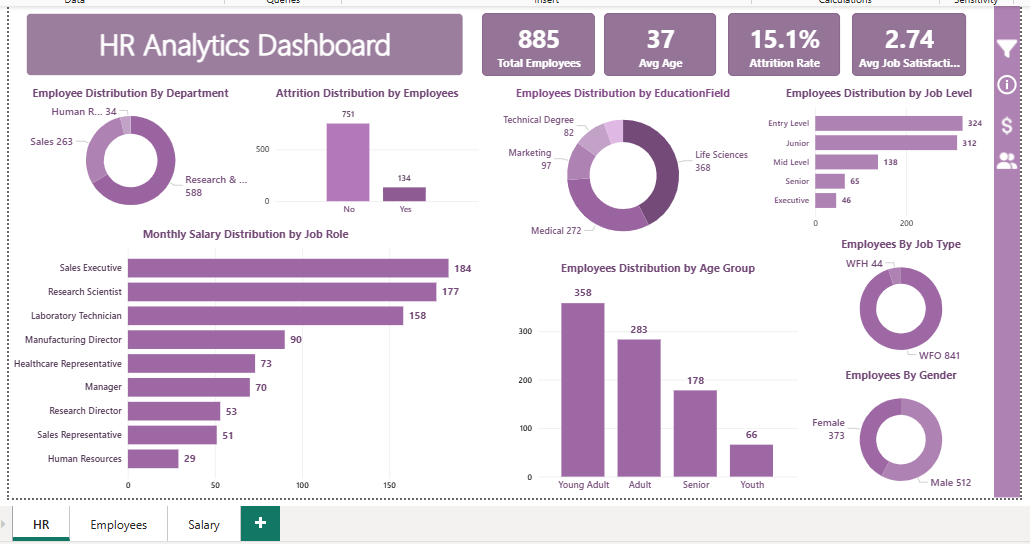 Data
Queries
Insert
Calculations
Sensitivity
HR Analytics Dashboard
885
Total Employees
37
Avg Age
15.1%
Attrition Rate
2.74
Avg Job Satisfacti...
Employee Distribution By Department
Human R... 34
Sales 263
Research & ...
588
Attrition Distribution by Employees
751
134
500
0
No
Yes
Employees Distribution by EducationField
Technical Degree
82
Marketing
97
Life Sciences
368
Medical 272
Employees Distribution by Job Level
Entry Level 324
Junior 312
Mid Level 138
Senior 65
Executive 46
0 200
Monthly Salary Distribution by Job Role
Sales Executive 184
Research Scientist 177
Laboratory Technician 158
Manufacturing Director 90
Healthcare Representative 73
Manager 70
Research Director 53
Sales Representative 51
Human Resources 29
0 50 100 150
Employees Distribution by Age Group
358
283
178
66
300
200
100
0
Young Adult Adult Senior Youth
Employees By Job Type
WFH 44
WFO 841
Employees By Gender
Female
373
Male 512
$
HR
Employees
Salary
+